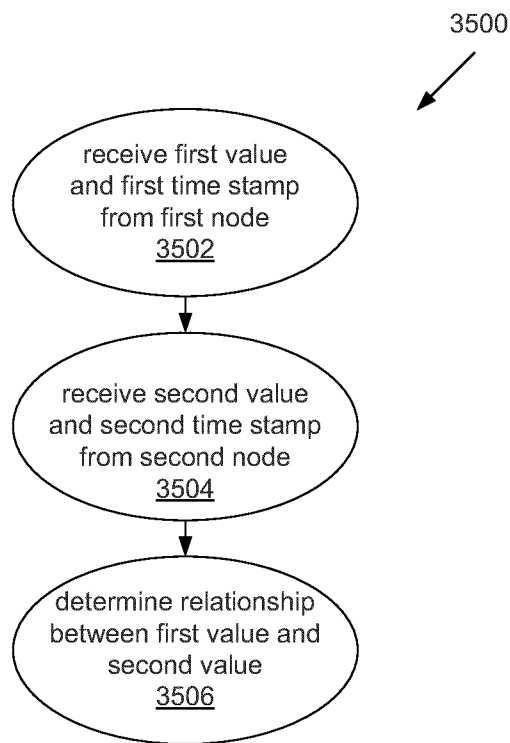 3500
receive first value
and first time stamp
from first node
3502
receive second value
and second time stamp
from second node
3504
determine relationship
between first value and
second value
3506